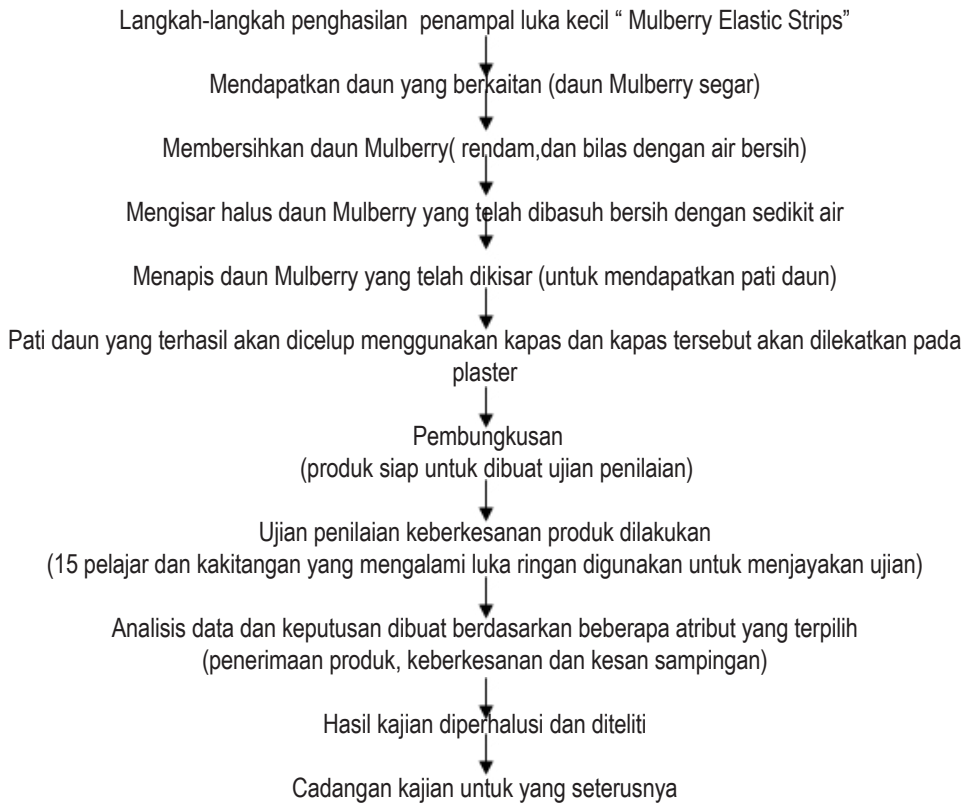 Langkah-langkah penghasilan penampal luka kecil “ Mulberry Elastic Strips”
Mendapatkan daun yang berkaitan (daun Mulberry segar)
Membersihkan daun Mulberry( rendam,dan bilas dengan air bersih)
Mengisar halus daun Mulberry yang telah dibasuh bersih dengan sedikit air
Menapis daun Mulberry yang telah dikisar (untuk mendapatkan pati daun)
Pati daun yang terhasil akan dicelup menggunakan kapas dan kapas tersebut akan dilekatkan pada
plaster
Pembungkusan
(produk siap untuk dibuat ujian penilaian)
Ujian penilaian keberkesanan produk dilakukan
(15 pelajar dan kakitangan yang mengalami luka ringan digunakan untuk menjayakan ujian)
Analisis data dan keputusan dibuat berdasarkan beberapa atribut yang terpilih
(penerimaan produk, keberkesanan dan kesan sampingan)
Hasil kajian diperhalusi dan diteliti
Cadangan kajian untuk yang seterusnya